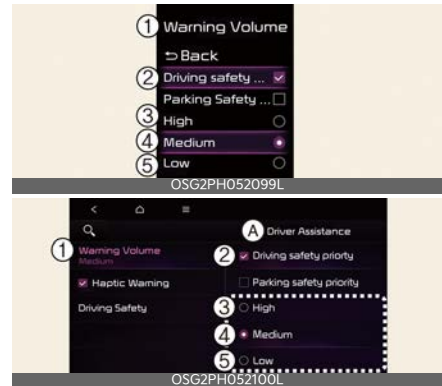 ① Warning Volume
⮌ Back
② Driving safety ...
Parking Safety ...
③ High
④ Medium
⑤ Low
OSG2PH052099L
Ⓐ Driver Assistance
① Warning Volume
Medium
② Driving safety priorty
Haptic Warning
Parking safety priority
Driving Safety
③ High
④ Medium
⑤ Low
OSG2PH052100L